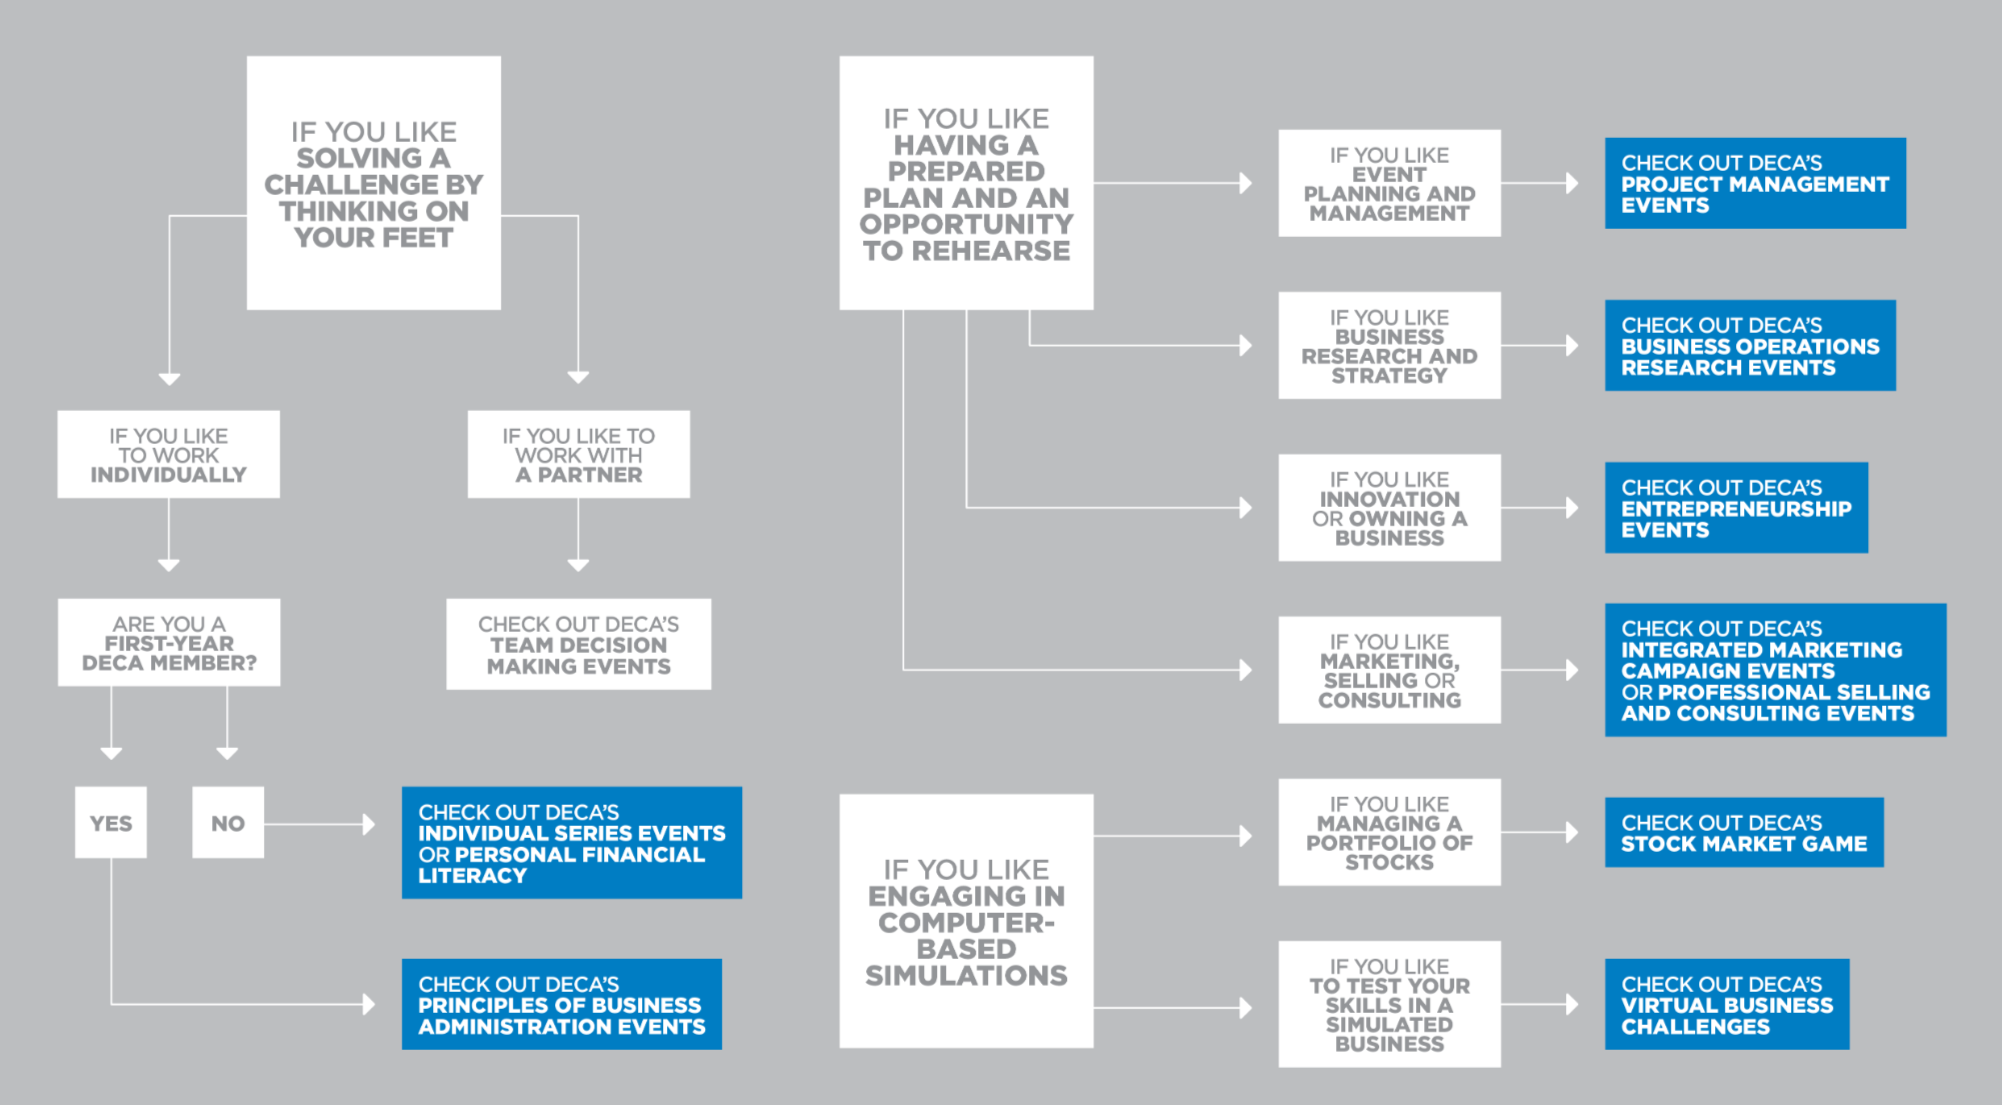 IF YOU LIKE
SOLVING A
CHALLENGE BY
THINKING ON
YOUR FEET
IF YOU LIKE
TO WORK
INDIVIDUALLY
IF YOU LIKE TO
WORK WITH
A PARTNER
ARE YOU A
FIRST-YEAR
DECA MEMBER?
CHECK OUT DECA'S
TEAM DECISION
MAKING EVENTS
YES
NO
CHECK OUT DECA'S
INDIVIDUAL SERIES EVENTS
OR PERSONAL FINANCIAL
LITERACY
CHECK OUT DECA'S
PRINCIPLES OF BUSINESS
ADMINISTRATION EVENTS
IF YOU LIKE
HAVING A
PREPARED
PLAN AND AN
OPPORTUNITY
TO REHEARSE
IF YOU LIKE
EVENT
PLANNING AND
MANAGEMENT
CHECK OUT DECA'S
PROJECT MANAGEMENT
EVENTS
IF YOU LIKE
BUSINESS
RESEARCH AND
STRATEGY
CHECK OUT DECA'S
BUSINESS OPERATIONS
RESEARCH EVENTS
IF YOU LIKE
INNOVATION
OR OWNING A
BUSINESS
CHECK OUT DECA'S
ENTREPRENEURSHIP
EVENTS
IF YOU LIKE
MARKETING,
SELLING OR
CONSULTING
CHECK OUT DECA'S
INTEGRATED MARKETING
CAMPAIGN EVENTS
OR PROFESSIONAL SELLING
AND CONSULTING EVENTS
IF YOU LIKE
ENGAGING IN
COMPUTER-
BASED
SIMULATIONS
IF YOU LIKE
MANAGING A
PORTFOLIO OF
STOCKS
CHECK OUT DECA'S
STOCK MARKET GAME
IF YOU LIKE
TO TEST YOUR
SKILLS IN A
SIMULATED
BUSINESS
CHECK OUT DECA'S
VIRTUAL BUSINESS
CHALLENGES